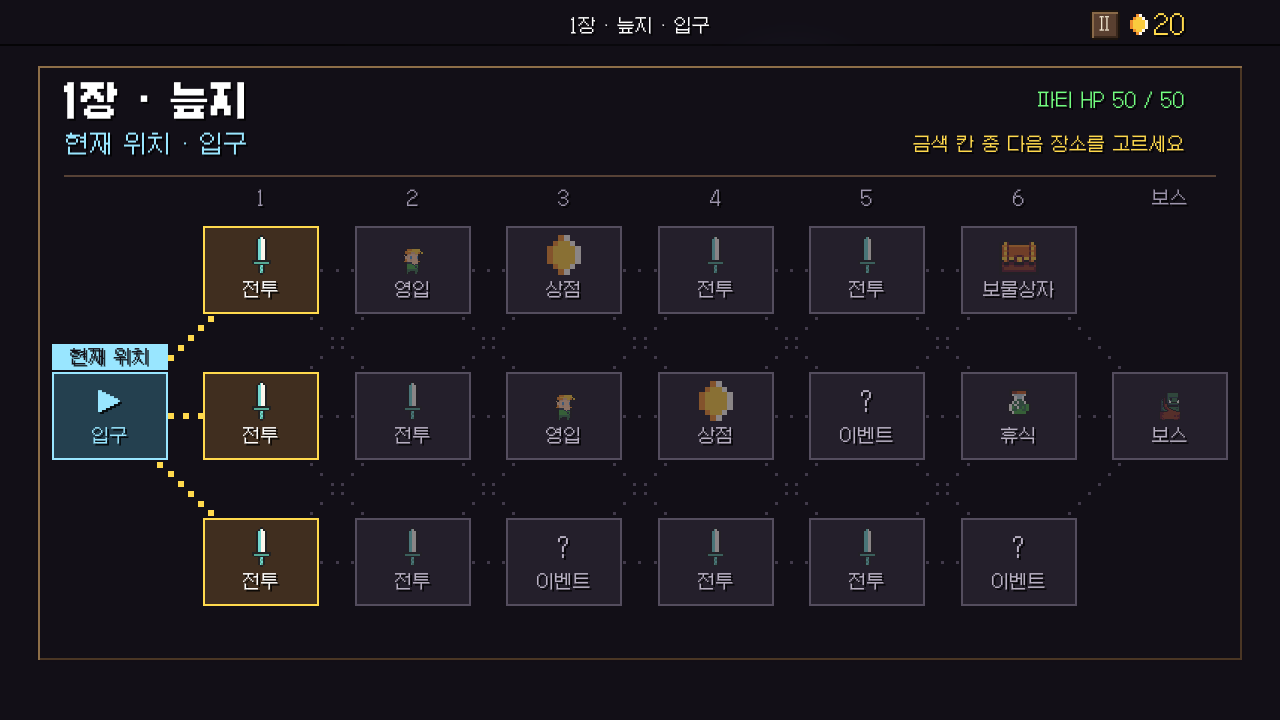 1장 · 늪지 · 입구
II
20
1장 · 늪지
파티 HP 50 / 50
현재 위치 · 입구
금색 칸 중 다음 장소를 고르세요
1 2 3 4 5 6 보스
전투 영입 상점 전투 전투 보물상자
현재 위치
입구 전투 전투 영입 상점 ? 이벤트 휴식 보스
전투 전투 ? 이벤트 전투 전투 ? 이벤트